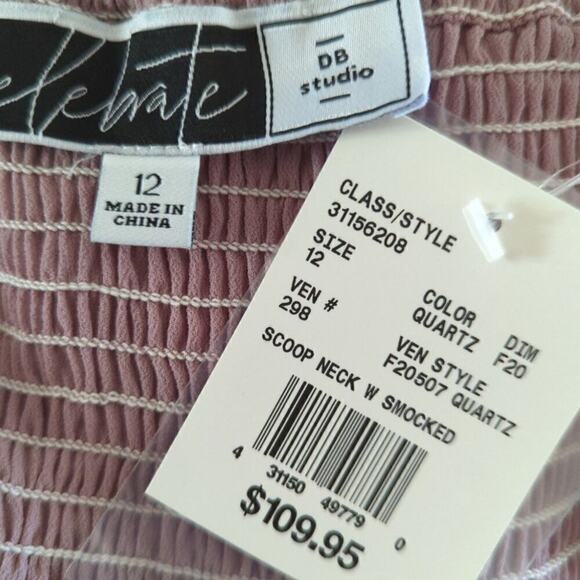 elebrate
DB
studio
12
MADE IN
CHINA
CLASS/STYLE
31156208
SIZE
12
COLOR DIM
QUARTZ F20
VEN #
298
VEN STYLE
F20507 QUARTZ
SCOOP NECK W SMOCKED
4 31150 49779 0
$109.95